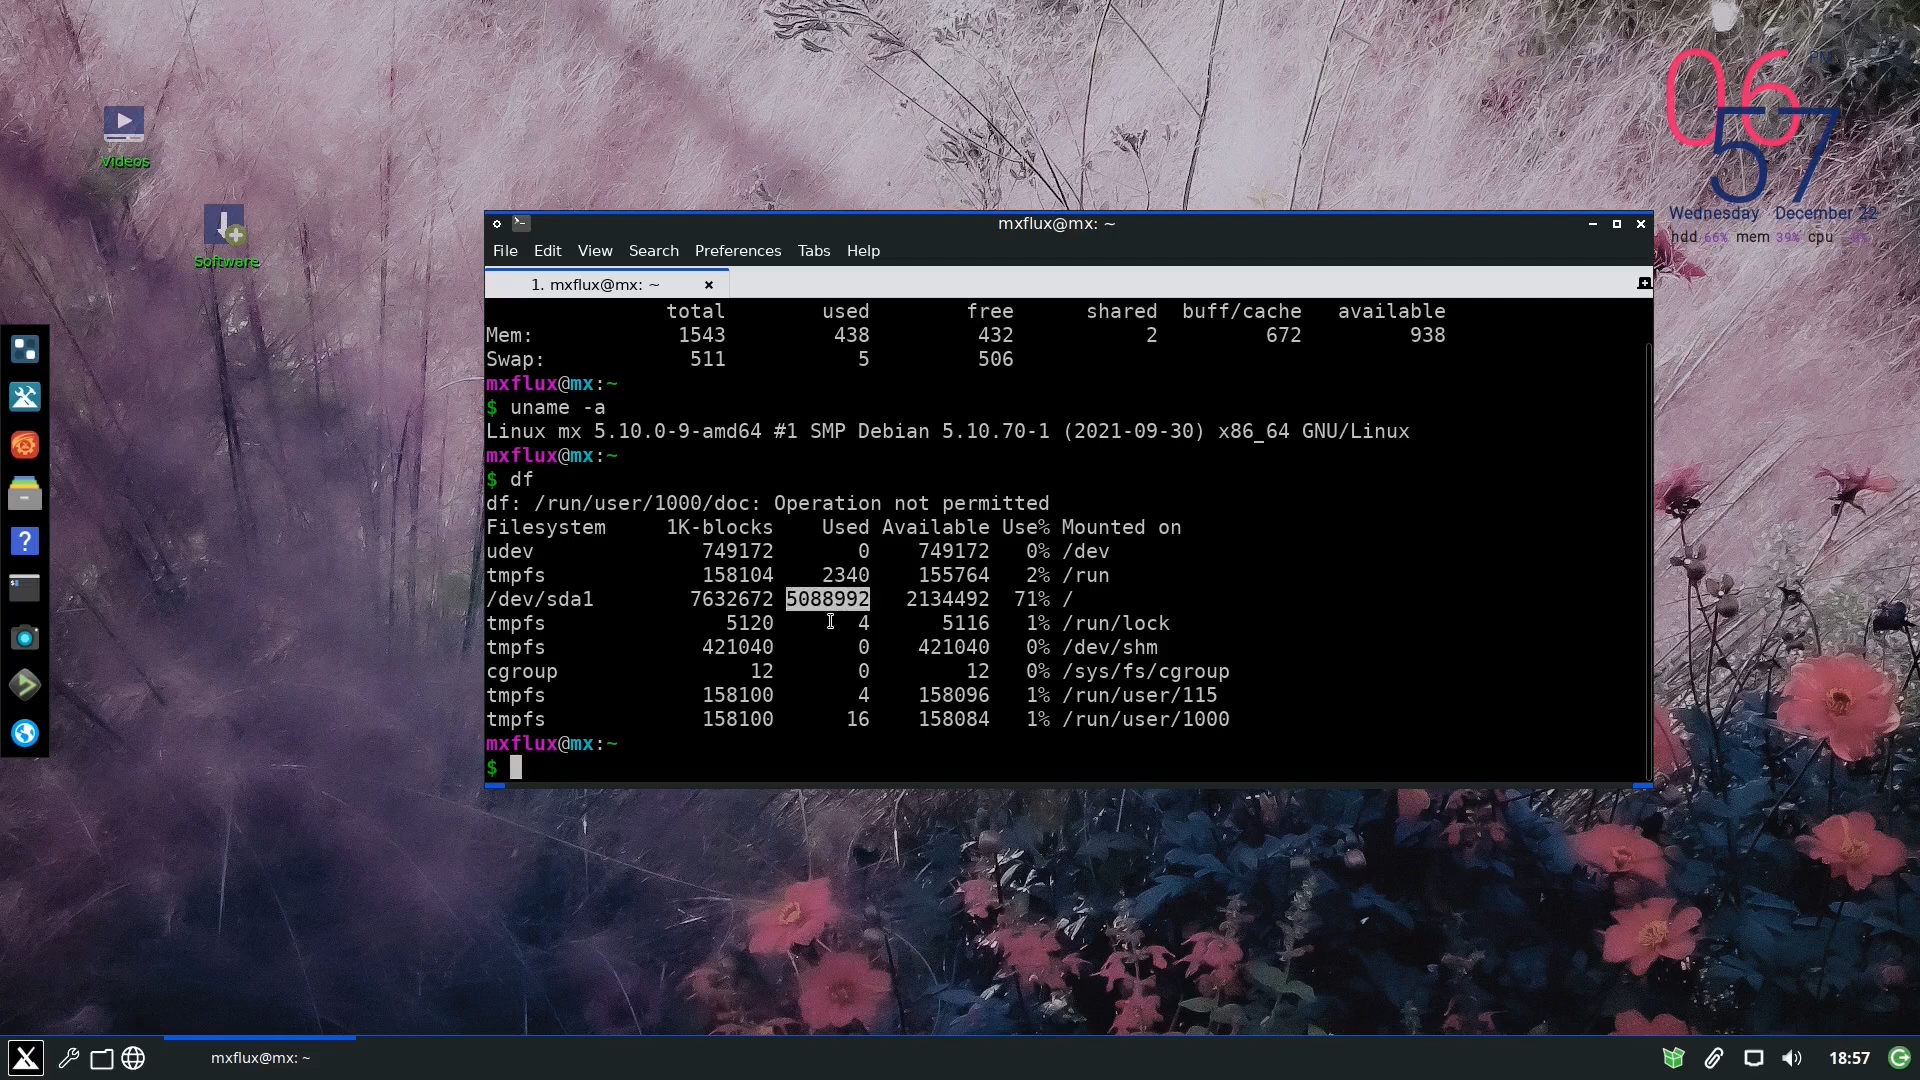 Videos
Software
06 PM
57
Wednesday December 22
hdd 66% mem 39% cpu
mxflux@mx: ~
File Edit View Search Preferences Tabs Help
1. mxflux@mx: ~
total used free shared buff/cache available
Mem: 1543 438 432 2 672 938
Swap: 511 5 506
mxflux@mx:~
$ uname -a
Linux mx 5.10.0-9-amd64 #1 SMP Debian 5.10.70-1 (2021-09-30) x86_64 GNU/Linux
mxflux@mx:~
$ df
df: /run/user/1000/doc: Operation not permitted
Filesystem 1K-blocks Used Available Use% Mounted on
udev 749172 0 749172 0% /dev
tmpfs 158104 2340 155764 2% /run
/dev/sda1 7632672 5088992 2134492 71% /
tmpfs 5120 4 5116 1% /run/lock
tmpfs 421040 0 421040 0% /dev/shm
cgroup 12 0 12 0% /sys/fs/cgroup
tmpfs 158100 4 158096 1% /run/user/115
tmpfs 158100 16 158084 1% /run/user/1000
mxflux@mx:~
$
mxflux@mx: ~
18:57